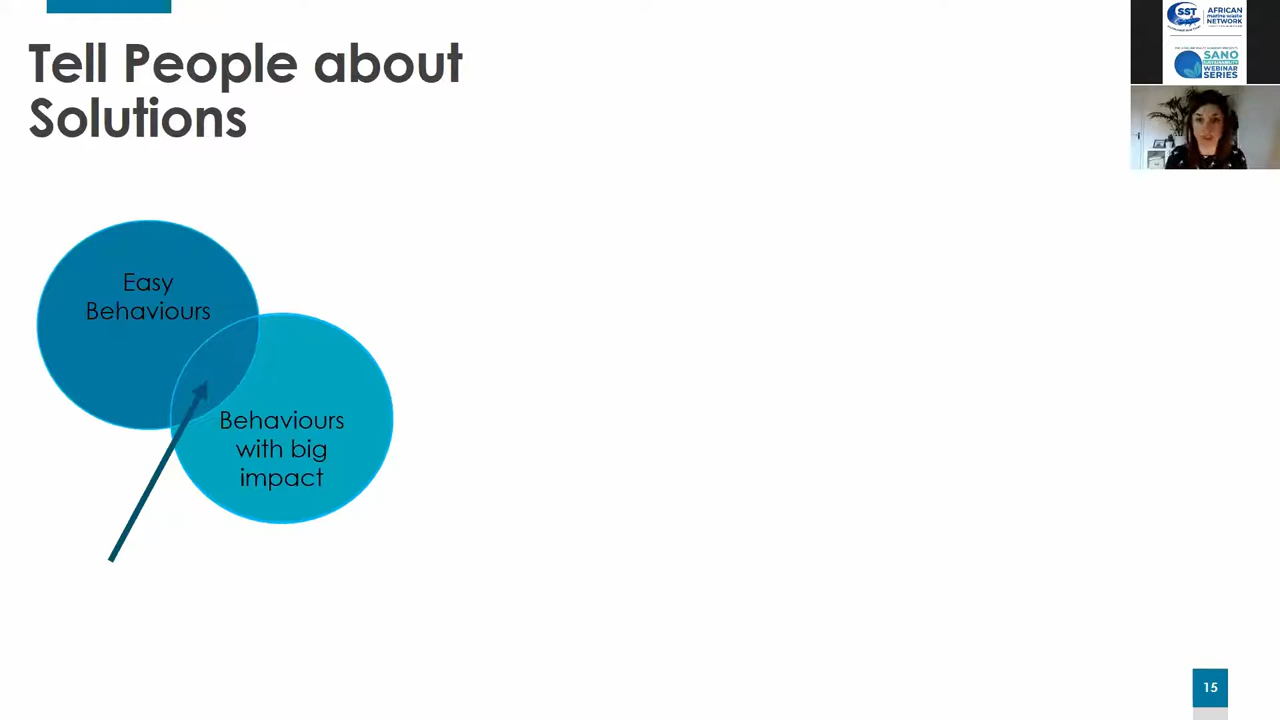 Tell People about
Solutions
Easy
Behaviours
Behaviours
with big
impact
SST
AFRICAN
marine waste
NETWORK
SANO
SUSTAINABILITY
WEBINAR
SERIES
15